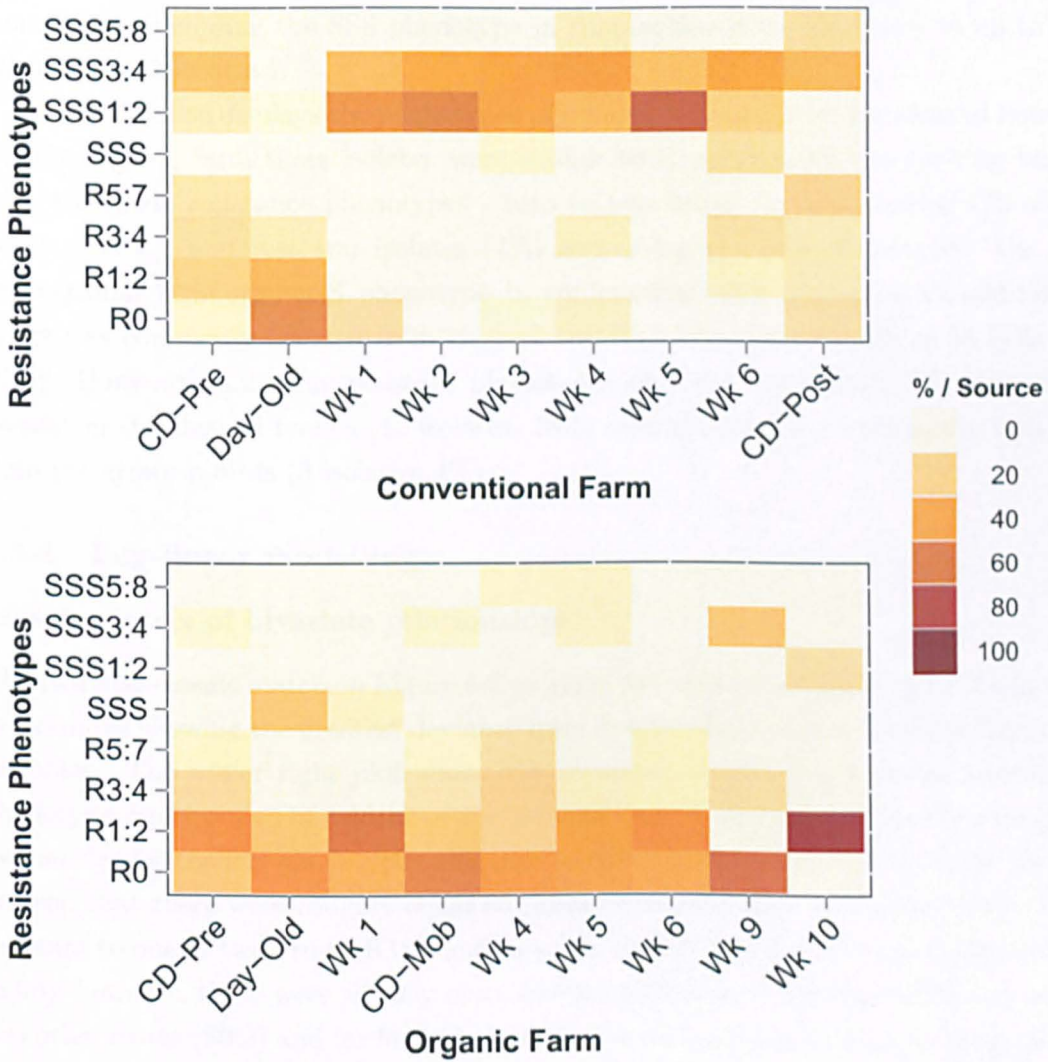 Resistance Phenotypes
SSS5:8
SSS3:4
SSS1:2
SSS
R5:7
R3:4
R1:2
R0
CD-Pre
Day-Old
Wk 1
Wk 2
Wk 3
Wk 4
Wk 5
Wk 6
CD-Post
Conventional Farm
% / Source
0
20
40
60
80
100
Resistance Phenotypes
SSS5:8
SSS3:4
SSS1:2
SSS
R5:7
R3:4
R1:2
R0
CD-Pre
Day-Old
Wk1
CD-Mob
Wk 4
Wk 5
Wk 6
Wk 9
Wk 10
Organic Farm